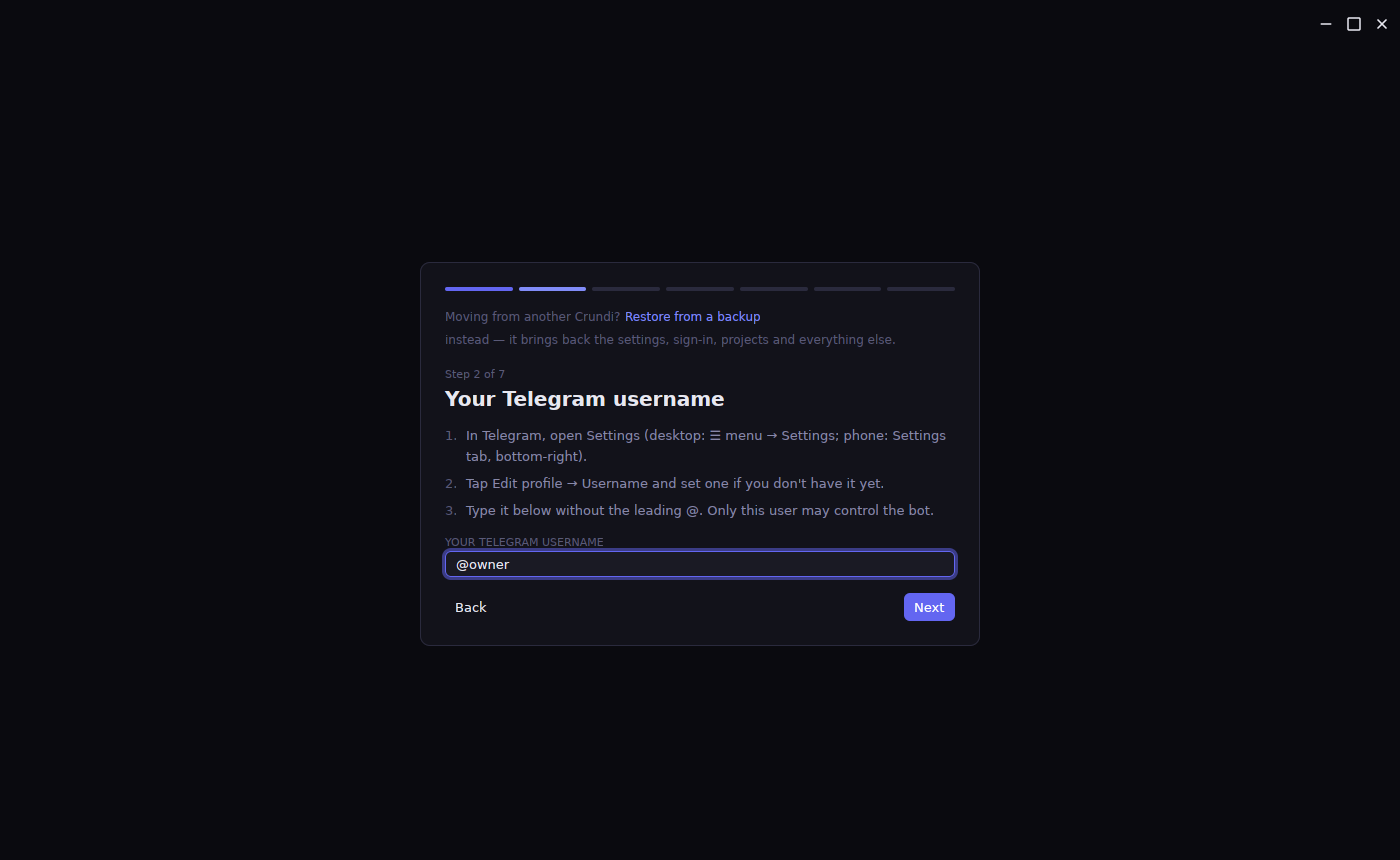 Moving from another Crundi? Restore from a backup
instead — it brings back the settings, sign-in, projects and everything else.
Step 2 of 7
Your Telegram username
1. In Telegram, open Settings (desktop: ☰ menu → Settings; phone: Settings
tab, bottom-right).
2. Tap Edit profile → Username and set one if you don't have it yet.
3. Type it below without the leading @. Only this user may control the bot.
YOUR TELEGRAM USERNAME
@owner
Back Next